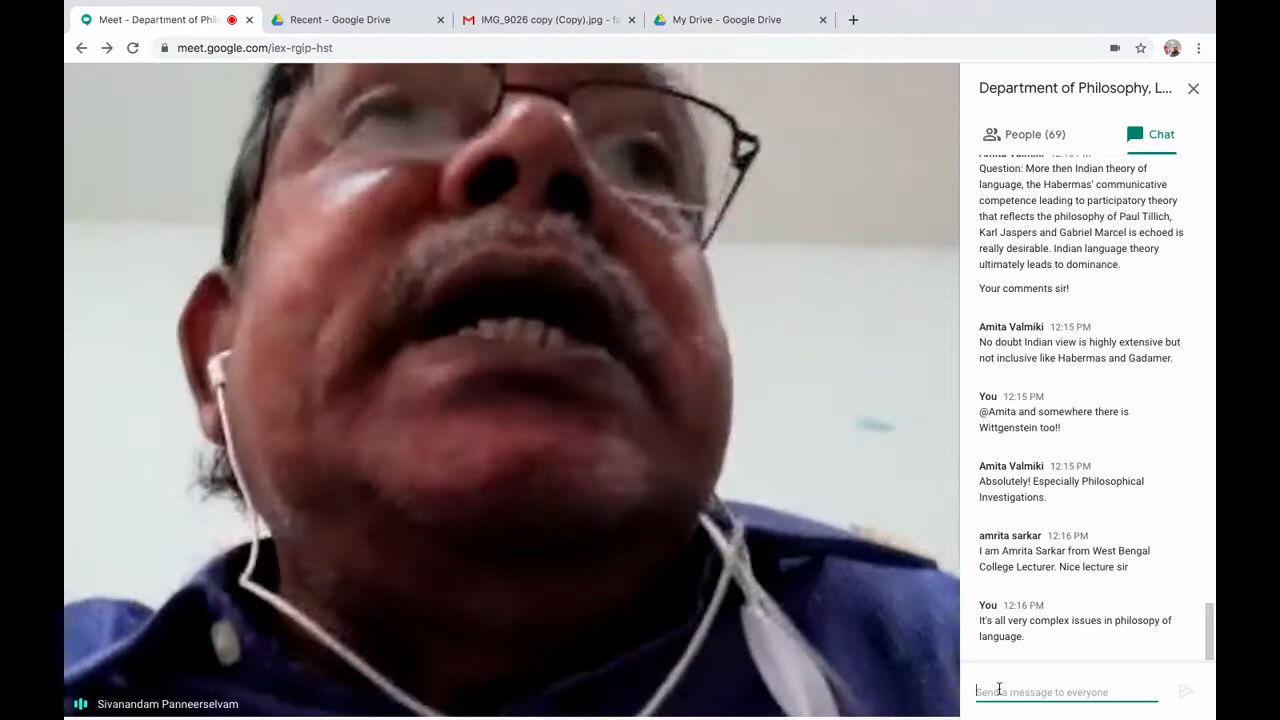 Meet - Department of Phil
Recent - Google Drive
IMG_9026 copy (Copy).jpg - fa
My Drive - Google Drive
meet.google.com/iex-rgip-hst
Department of Philosophy, L...
People (69)
Chat
Amita Valmiki
Question: More then Indian theory of
language, the Habermas' communicative
competence leading to participatory theory
that reflects the philosophy of Paul Tillich,
Karl Jaspers and Gabriel Marcel is echoed is
really desirable. Indian language theory
ultimately leads to dominance.
Your comments sir!
Amita Valmiki 12:15 PM
No doubt Indian view is highly extensive but
not inclusive like Habermas and Gadamer.
You 12:15 PM
@Amita and somewhere there is
Wittgenstein too!!
Amita Valmiki 12:15 PM
Absolutely! Especially Philosophical
Investigations.
amrita sarkar 12:16 PM
I am Amrita Sarkar from West Bengal
College Lecturer. Nice lecture sir
You 12:16 PM
It's all very complex issues in philosopy of
language.
Send a message to everyone
Sivanandam Panneerselvam